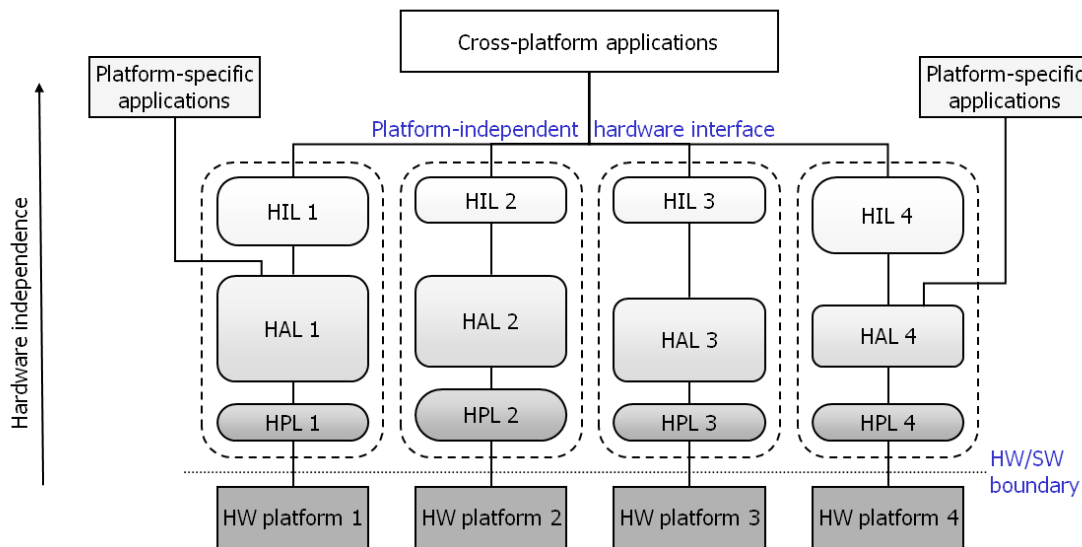 Cross-platform applications
Platform-specific
applications
Platform-specific
applications
Platform-independent hardware interface
HIL 1
HIL 2
HIL 3
HIL 4
HAL 1
HAL 2
HAL 3
HAL 4
HPL 1
HPL 2
HPL 3
HPL 4
HW/SW
boundary
HW platform 1
HW platform 2
HW platform 3
HW platform 4
Hardware independence